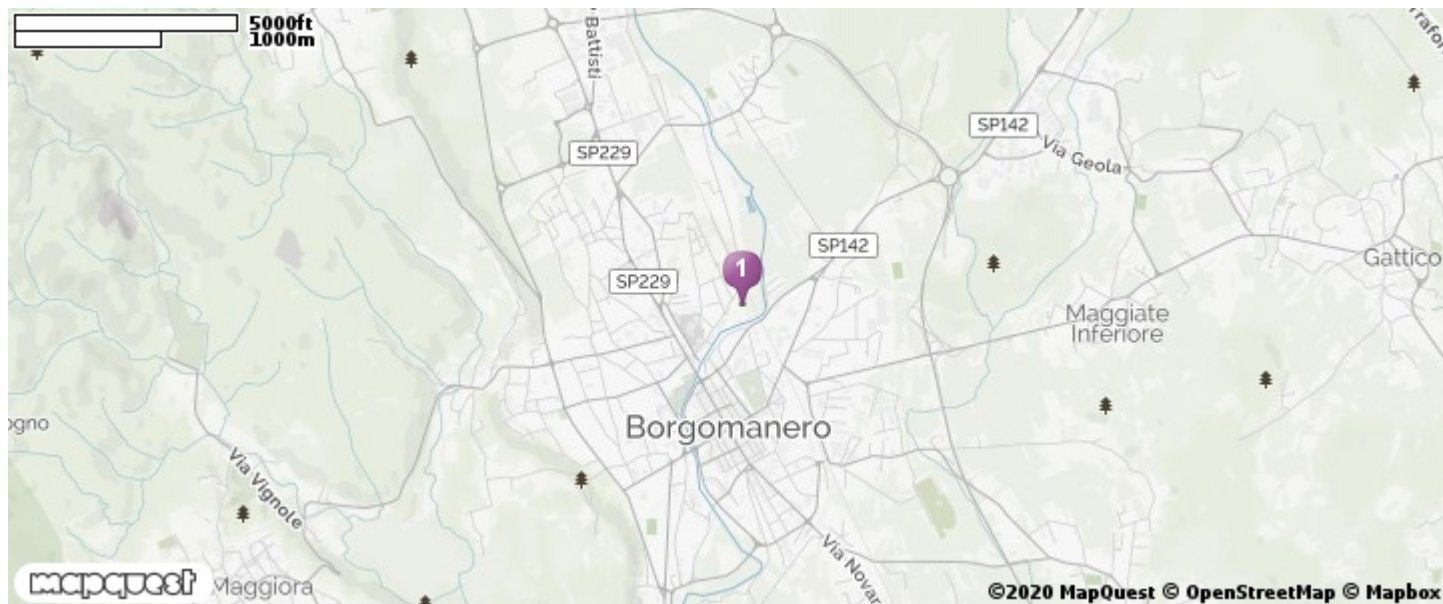 5000ft
1000m
Battisti
SP142
Via Geola
SP229
SP142
Gattico
1
SP229
Maggiate
Inferiore
Borgomanero
ogno
Via Vignole
Via Novar
Maggiora
mapquest
©2020 MapQuest © OpenStreetMap © Mapbox